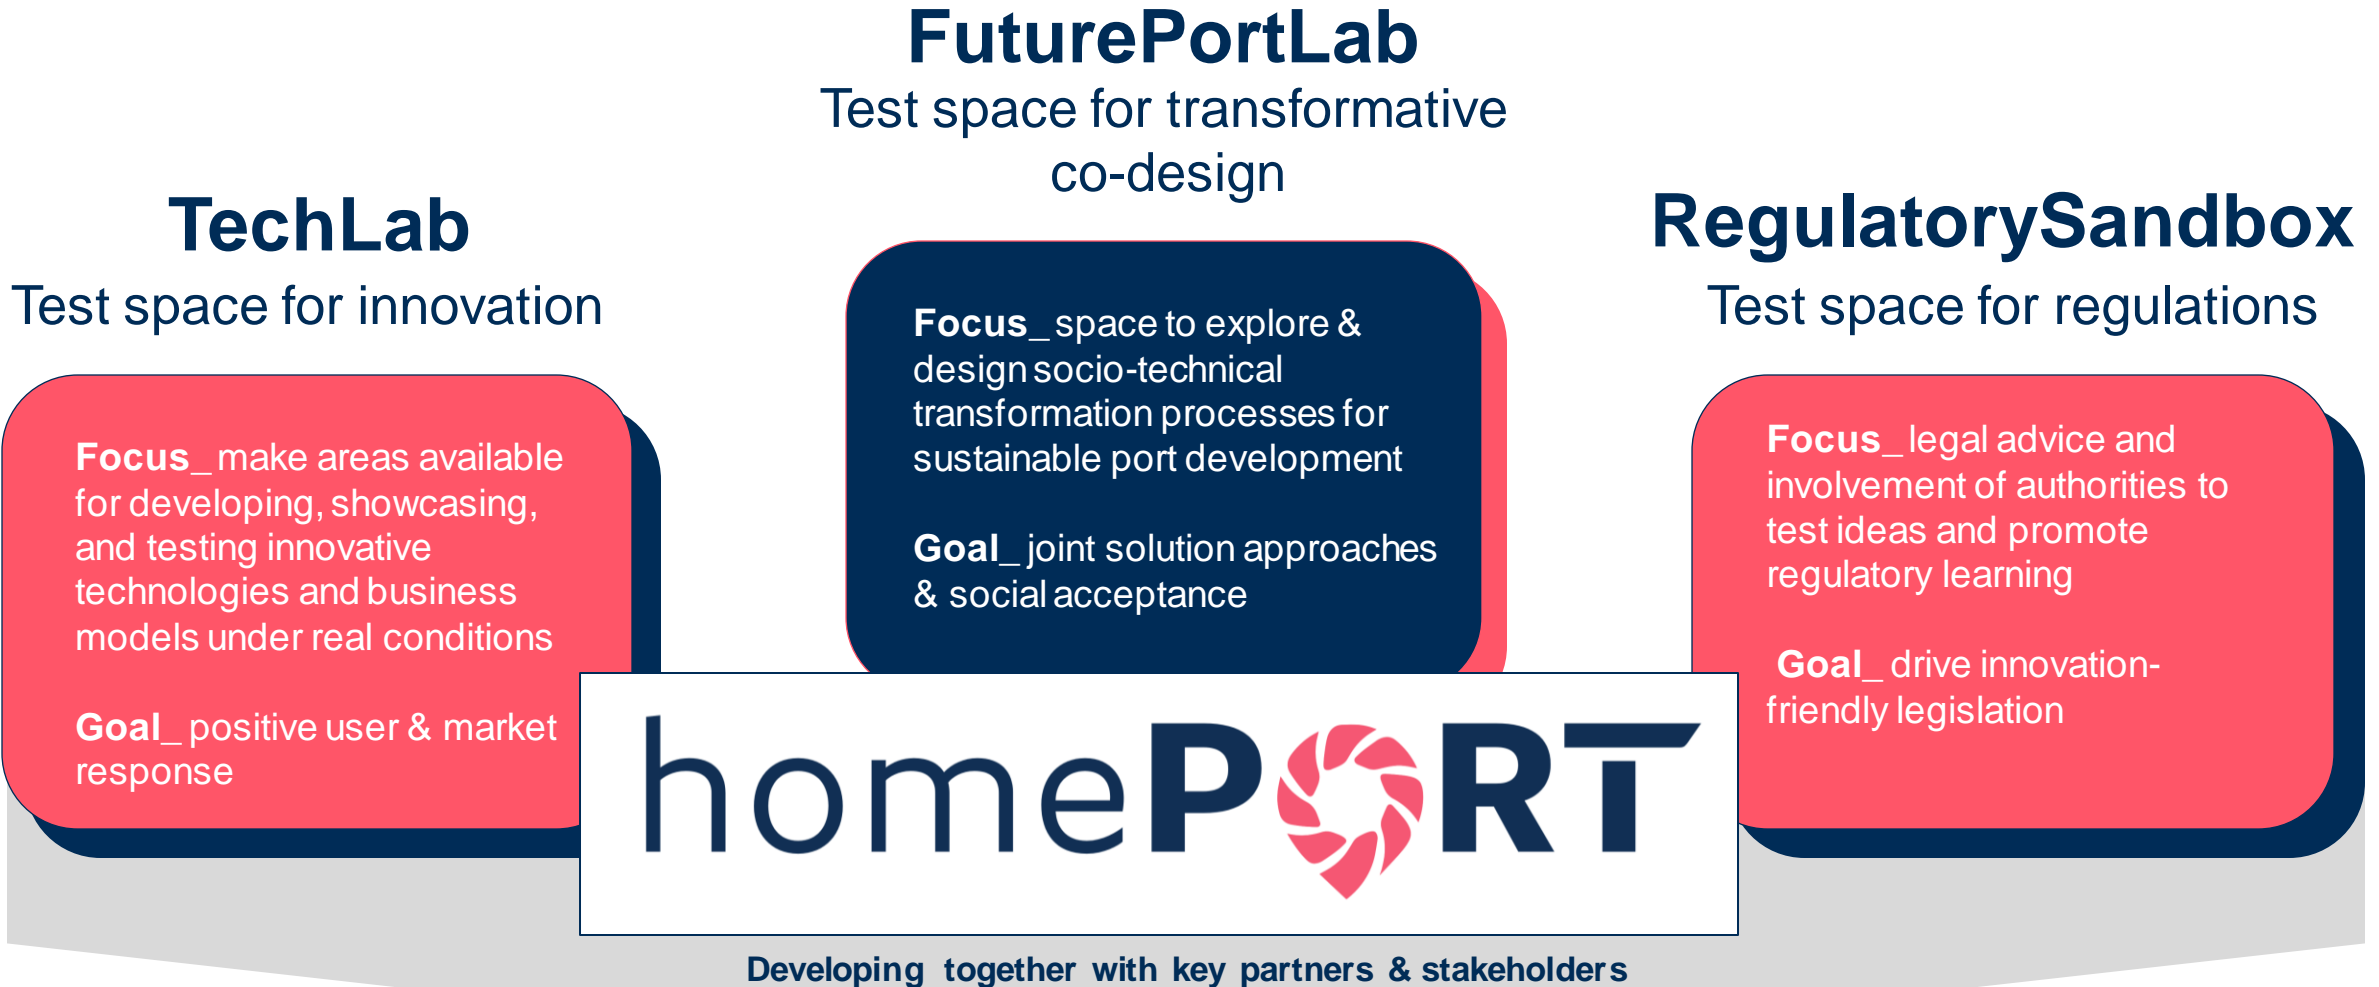 FuturePortLab
Test space for transformative
co-design
TechLab
Test space for innovation
RegulatorySandbox
Test space for regulations
Focus_ make areas available
for developing, showcasing,
and testing innovative
technologies and business
models under real conditions
Goal_ positive user & market
response
Focus_ space to explore &
design socio-technical
transformation processes for
sustainable port development
Goal_ joint solution approaches
& social acceptance
Focus_ legal advice and
involvement of authorities to
test ideas and promote
regulatory learning
Goal_ drive innovation-
friendly legislation
homePORT
Developing together with key partners & stakeholders